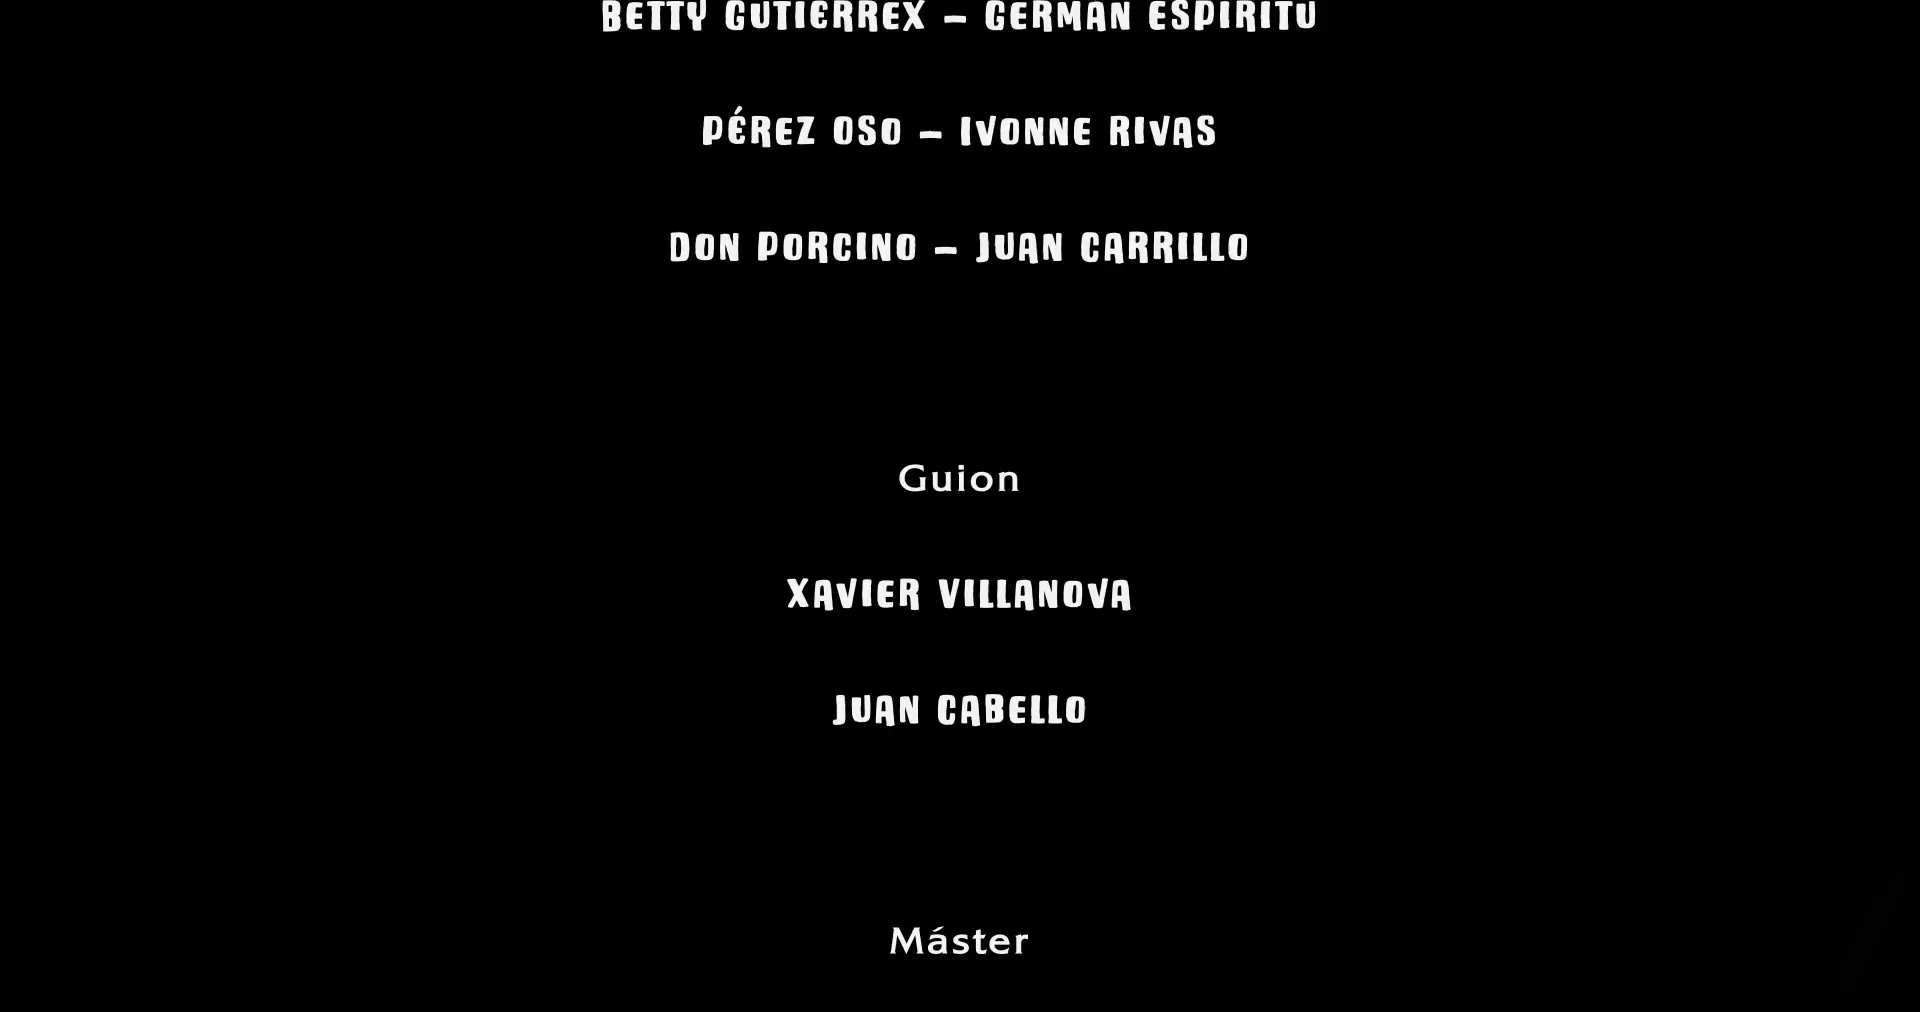 BETTY GUTIERREX – GERMAN ESPIRITU
PÉREZ OSO – IVONNE RIVAS
DON PORCINO – JUAN CARRILLO
Guion
XAVIER VILLANOVA
JUAN CABELLO
Máster